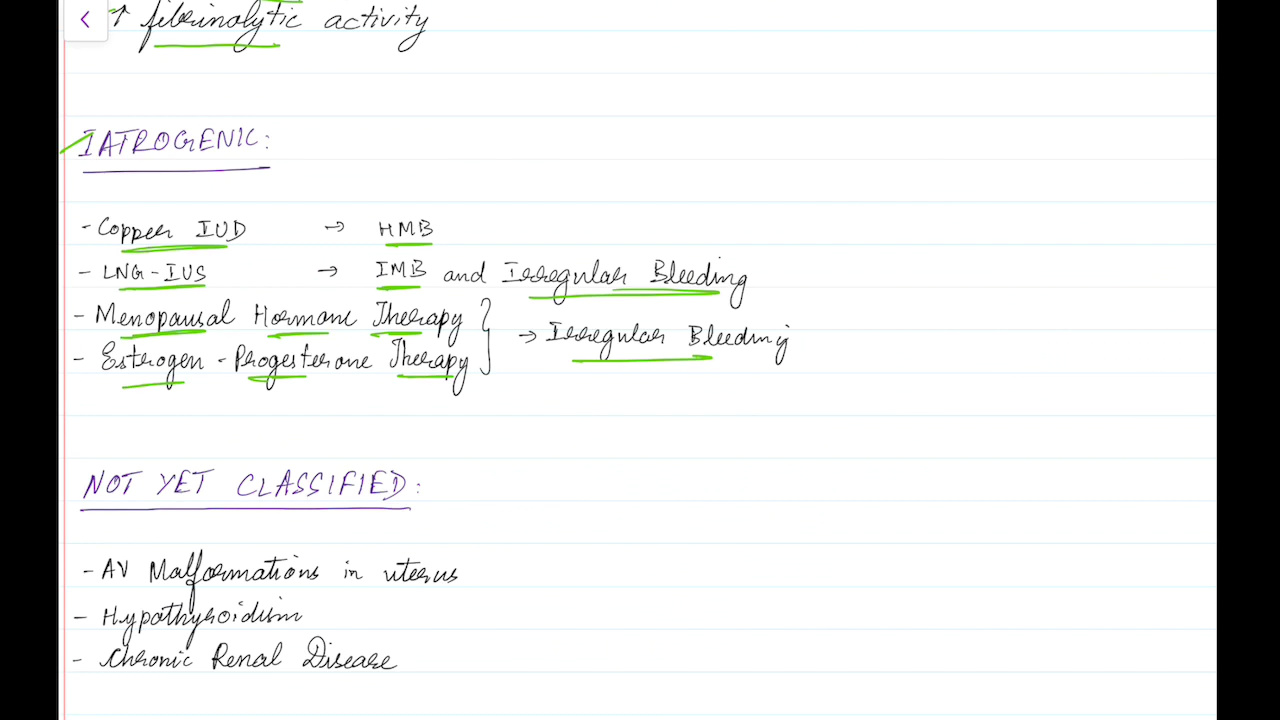 ↑ fibrinolytic activity
IATROGENIC:
- Copper IUD → HMB
- LNG-IUS → IMB and Irregular Bleeding
- Menopausal Hormone Therapy } → Irregular Bleeding
- Estrogen - Progesterone Therapy
NOT YET CLASSIFIED:
- AV Malformations in uterus
- Hypothyroidism
- Chronic Renal Disease